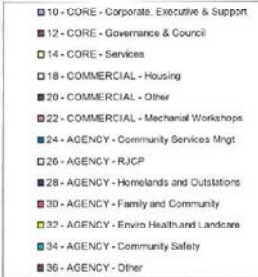 10 - CORE - Corporate, Executive & Support
12 - CORE - Governance & Council
14 - CORE - Services
18 - COMMERCIAL - Housing
20 - COMMERCIAL - Other
22 - COMMERCIAL - Mechanial Workshops
24 - AGENCY - Community Services Mngt
26 - AGENCY - RJCP
28 - AGENCY - Homelands and Outstations
30 - AGENCY - Family and Community
32 - AGENCY - Enviro Health and Landcare
34 - AGENCY - Community Safety
36 - AGENCY - Other